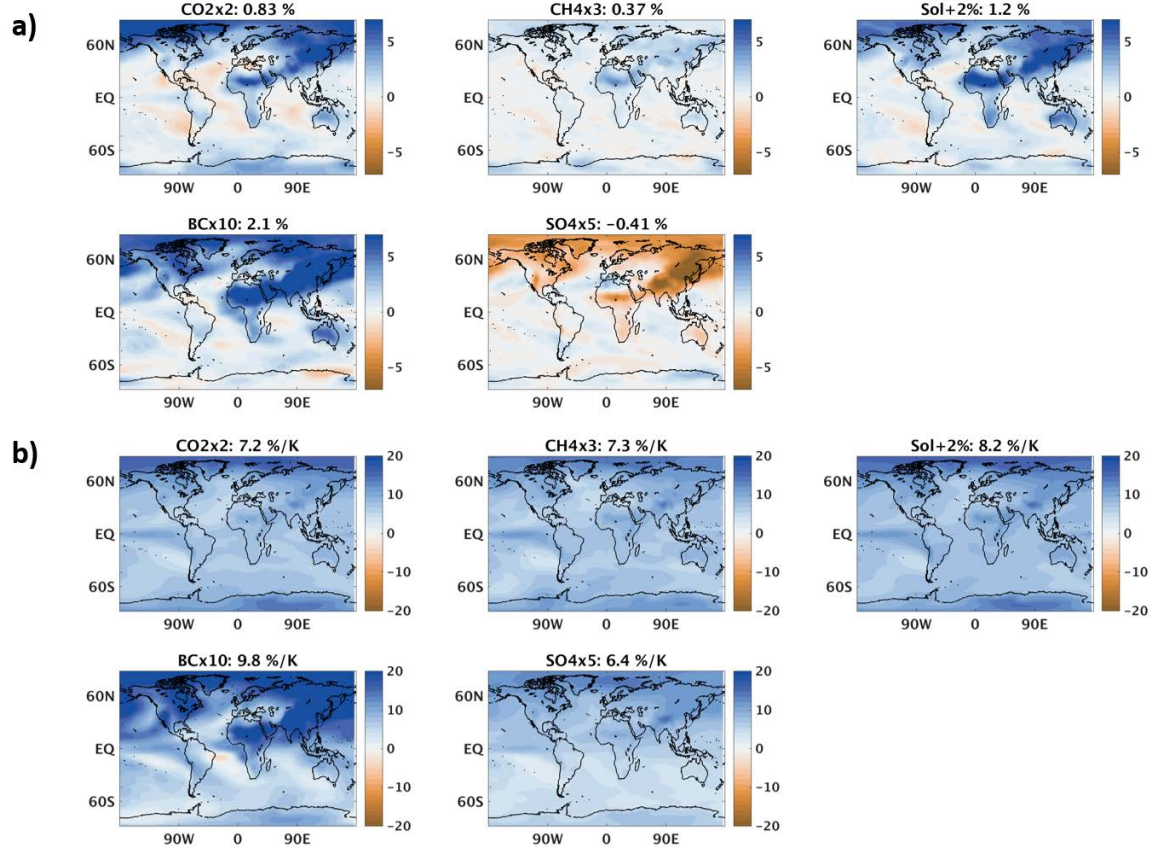 a)
CO2x2: 0.83 %
CH4x3: 0.37 %
Sol+2%: 1.2 %
60N
EQ
60S
90W 0 90E
5
0
−5
60N
EQ
60S
90W 0 90E
5
0
−5
60N
EQ
60S
90W 0 90E
5
0
−5
BCx10: 2.1 %
SO4x5: −0.41 %
60N
EQ
60S
90W 0 90E
5
0
−5
60N
EQ
60S
90W 0 90E
5
0
−5
b)
CO2x2: 7.2 %/K
CH4x3: 7.3 %/K
Sol+2%: 8.2 %/K
60N
EQ
60S
90W 0 90E
20
10
0
−10
−20
60N
EQ
60S
90W 0 90E
20
10
0
−10
−20
60N
EQ
60S
90W 0 90E
20
10
0
−10
−20
BCx10: 9.8 %/K
SO4x5: 6.4 %/K
60N
EQ
60S
90W 0 90E
20
10
0
−10
−20
60N
EQ
60S
90W 0 90E
20
10
0
−10
−20